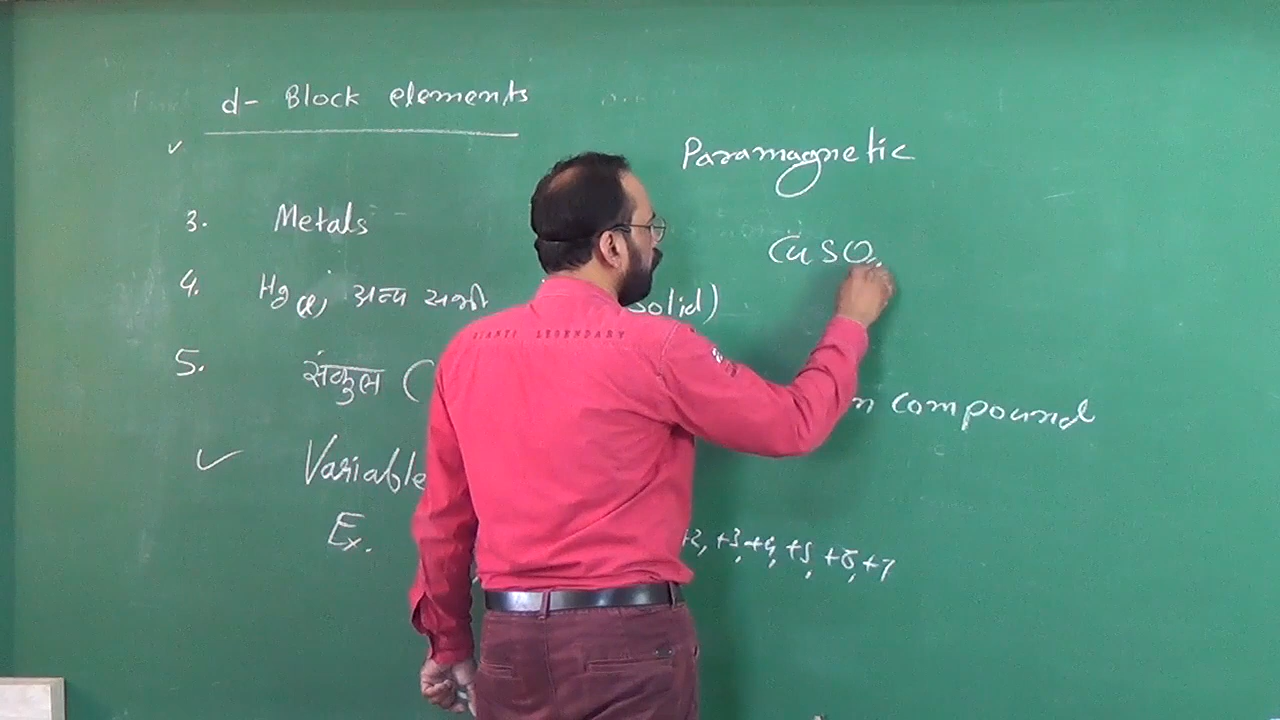 d- Block elements
Paramagnetic
3. Metals
CuSO
4. Hg(l), अन्य सभी solid)
5. संकुल (
n compound
Variable
Ex. +2, +3, +4, +5, +6, +7
LEGENDARY